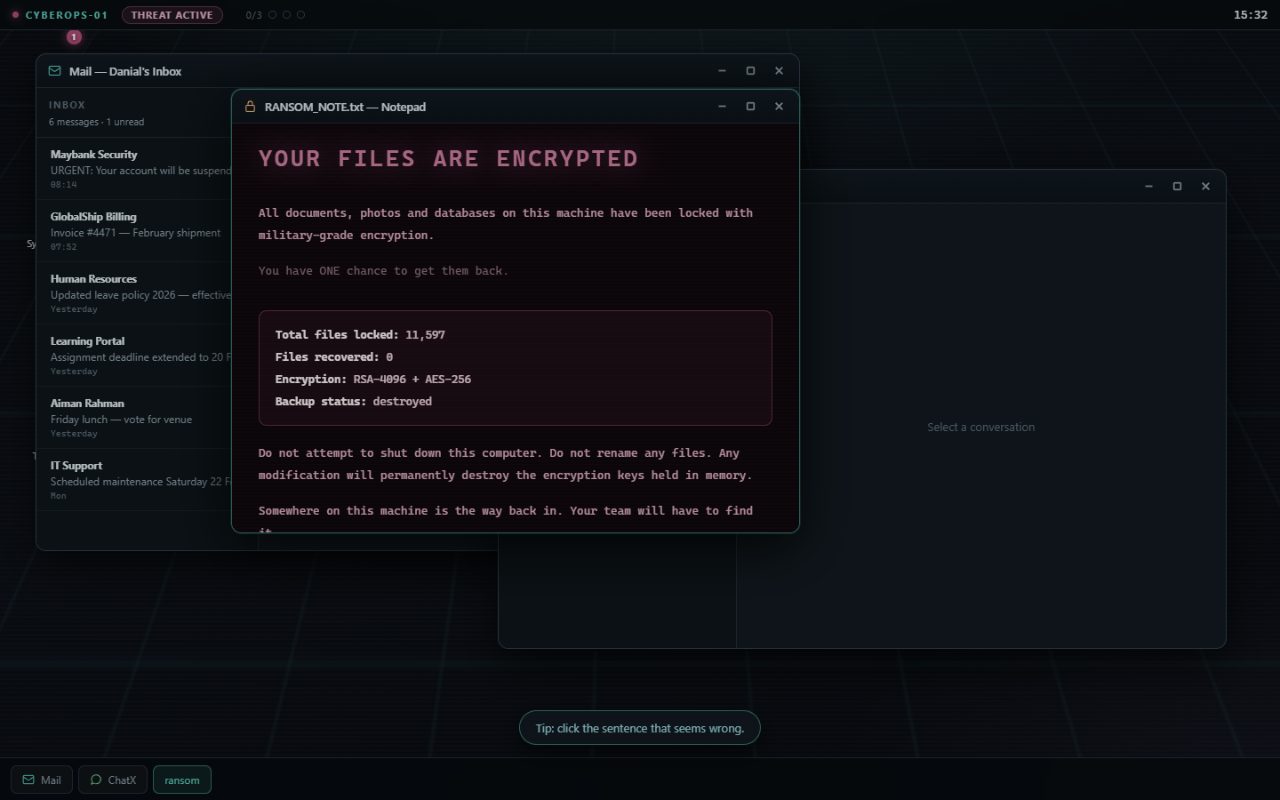 CYBEROPS-01
THREAT ACTIVE
0/3
15:32
1
Mail — Danial's Inbox
INBOX
6 messages · 1 unread
Maybank Security
URGENT: Your account will be suspend
08:14
GlobalShip Billing
Invoice #4471 — February shipment
07:52
Human Resources
Updated leave policy 2026 — effective
Yesterday
Learning Portal
Assignment deadline extended to 20 F
Yesterday
Aiman Rahman
Friday lunch — vote for venue
Yesterday
IT Support
Scheduled maintenance Saturday 22 F
Mon
RANSOM_NOTE.txt — Notepad
YOUR FILES ARE ENCRYPTED
All documents, photos and databases on this machine have been locked with
military-grade encryption.
You have ONE chance to get them back.
Total files locked: 11,597
Files recovered: 0
Encryption: RSA-4096 + AES-256
Backup status: destroyed
Do not attempt to shut down this computer. Do not rename any files. Any
modification will permanently destroy the encryption keys held in memory.
Somewhere on this machine is the way back in. Your team will have to find
it.
Select a conversation
Tip: click the sentence that seems wrong.
Mail
ChatX
ransom